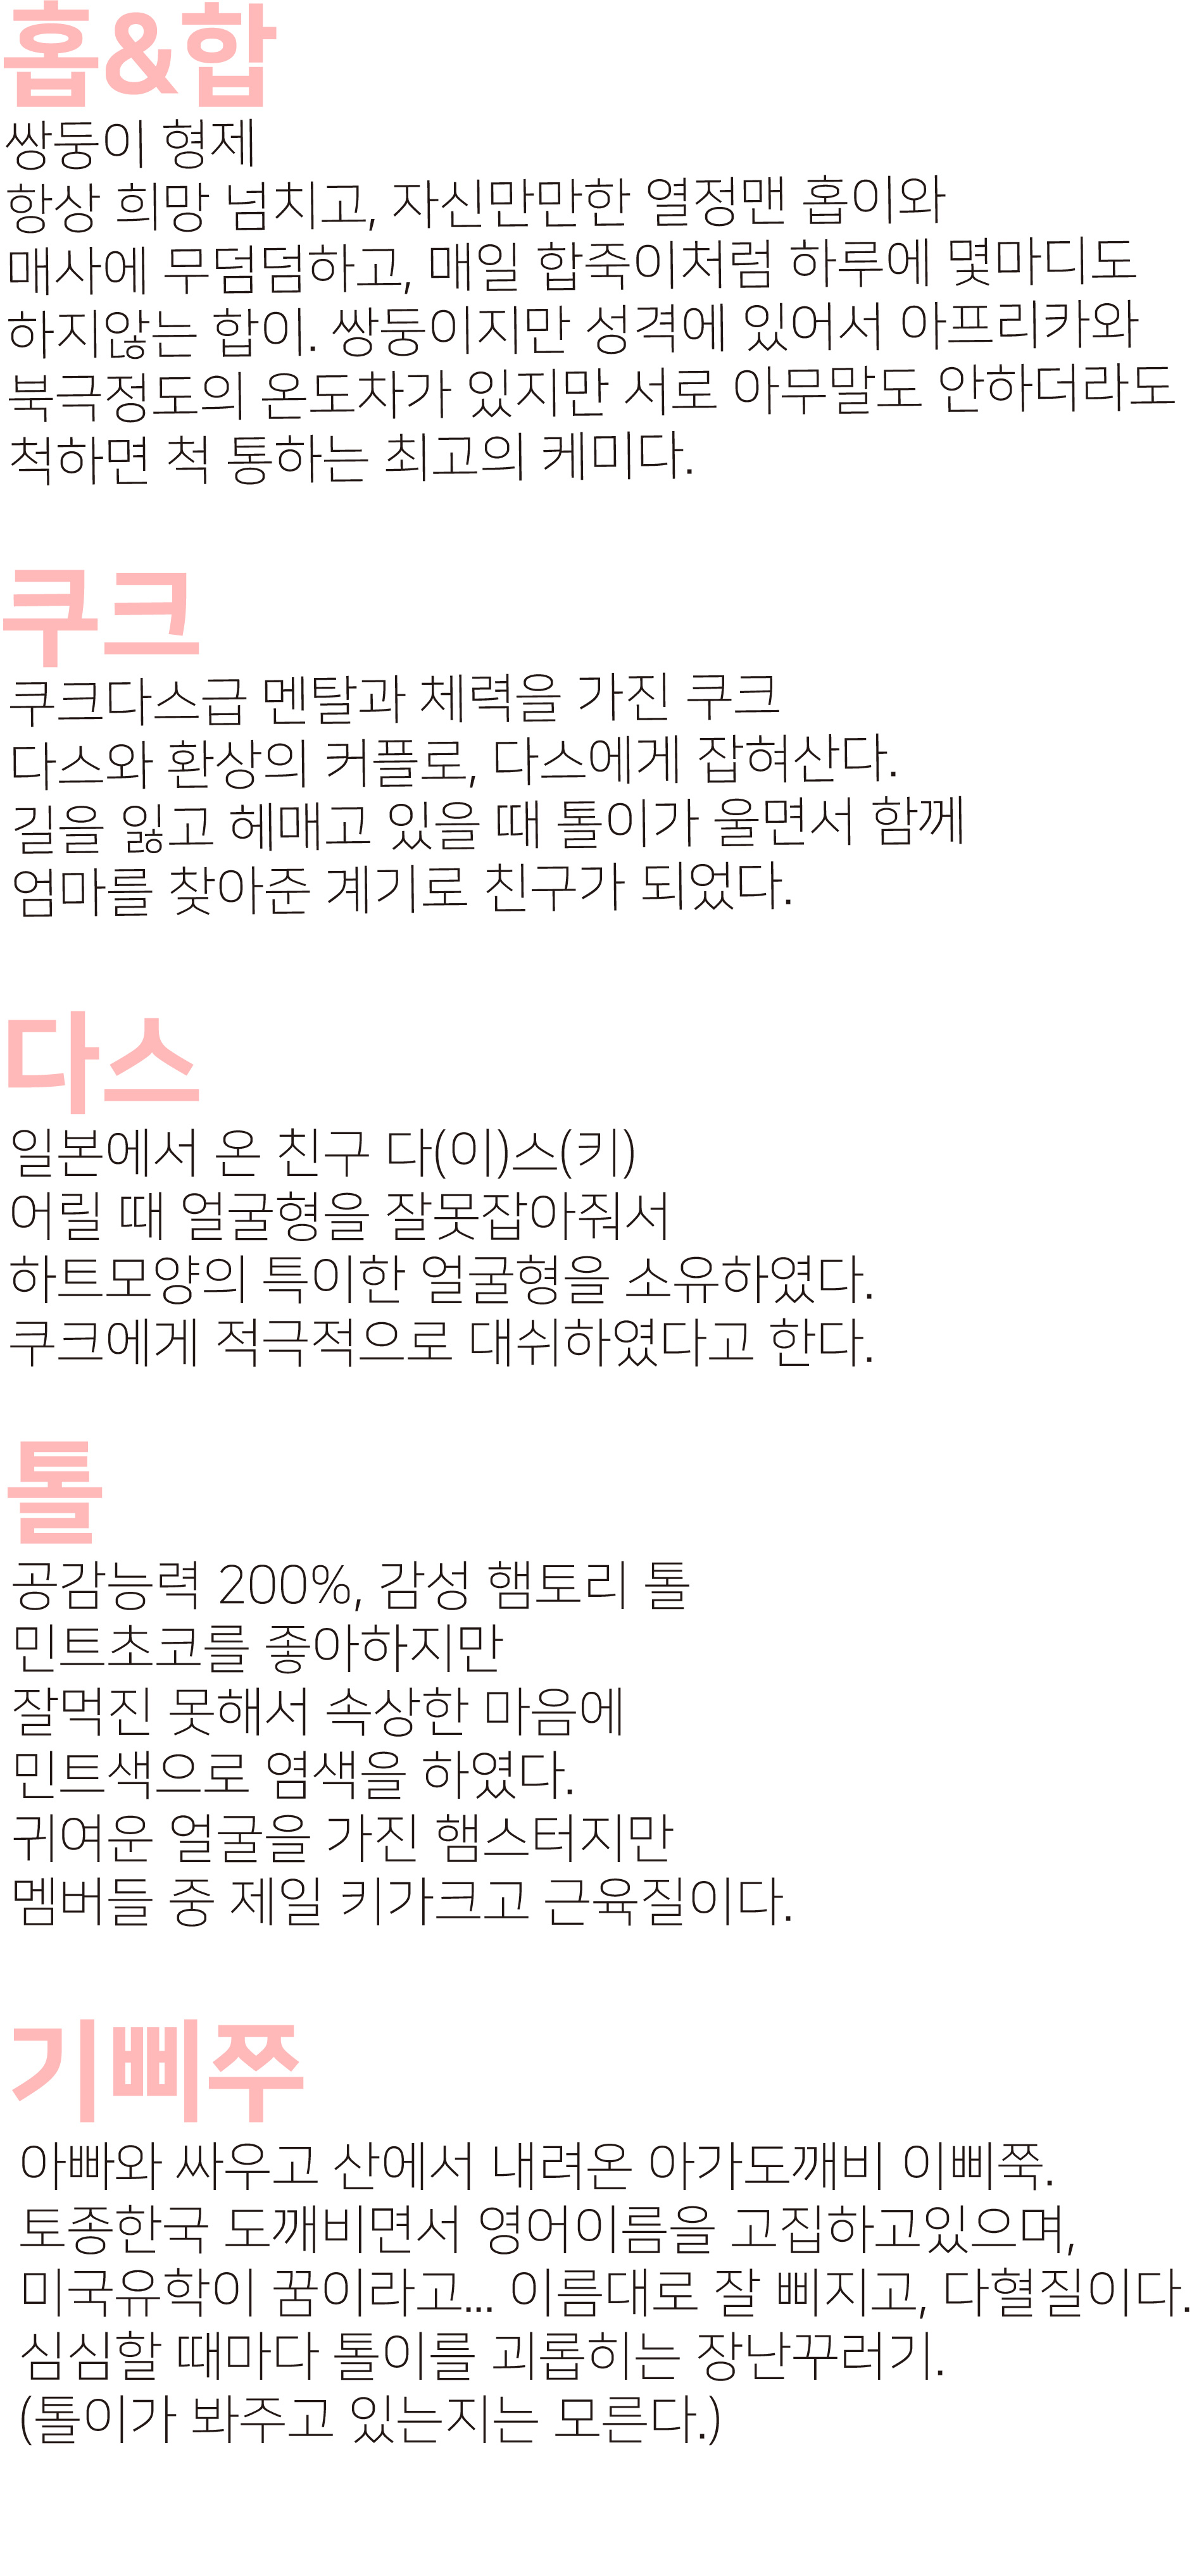 홉&합
쌍둥이 형제
항상 희망 넘치고, 자신만만한 열정맨 홉이와
매사에 무덤덤하고, 매일 합죽이처럼 하루에 몇마디도
하지않는 합이. 쌍둥이지만 성격에 있어서 아프리카와
북극정도의 온도차가 있지만 서로 아무말도 안하더라도
척하면 척 통하는 최고의 케미다.
쿠크
쿠크다스급 멘탈과 체력을 가진 쿠크
다스와 환상의 커플로, 다스에게 잡혀산다.
길을 잃고 헤매고 있을 때 톨이가 울면서 함께
엄마를 찾아준 계기로 친구가 되었다.
다스
일본에서 온 친구 다(이)스(키)
어릴 때 얼굴형을 잘못잡아줘서
하트모양의 특이한 얼굴형을 소유하였다.
쿠크에게 적극적으로 대쉬하였다고 한다.
톨
공감능력 200%, 감성 햄토리 톨
민트초코를 좋아하지만
잘먹진 못해서 속상한 마음에
민트색으로 염색을 하였다.
귀여운 얼굴을 가진 햄스터지만
멤버들 중 제일 키가크고 근육질이다.
기삐쭈
아빠와 싸우고 산에서 내려온 아가도깨비 이삐쭉.
토종한국 도깨비면서 영어이름을 고집하고있으며,
미국유학이 꿈이라고... 이름대로 잘 삐지고, 다혈질이다.
심심할 때마다 톨이를 괴롭히는 장난꾸러기.
(톨이가 봐주고 있는지는 모른다.)